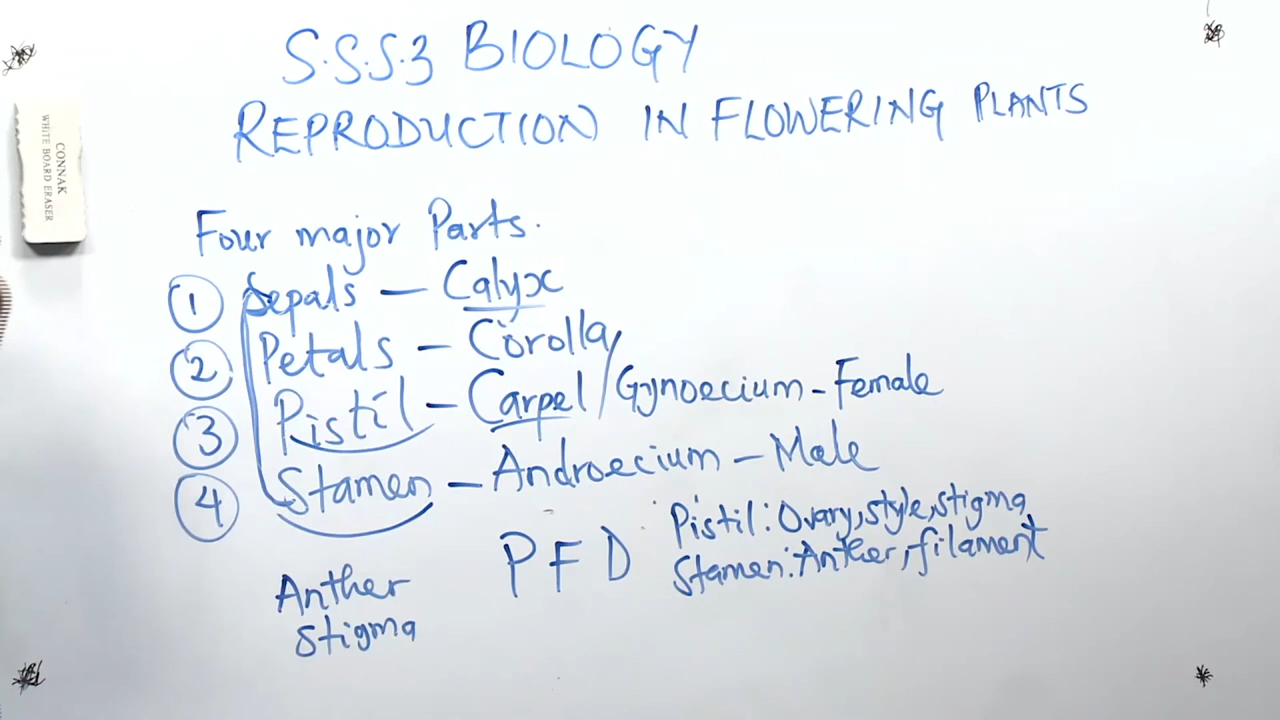 S.S.S.3 BIOLOGY
REPRODUCTION IN FLOWERING PLANTS
CONNAK
WHITE BOARD ERASER
Four major Parts.
1 Sepals - Calyx
2 Petals - Corolla
3 Pistil - Carpel/Gynoecium - Female
4 Stamen - Androecium - Male
Pistil: Ovary, style, stigma
Stamen: Anther, filament
P F D
Anther
stigma